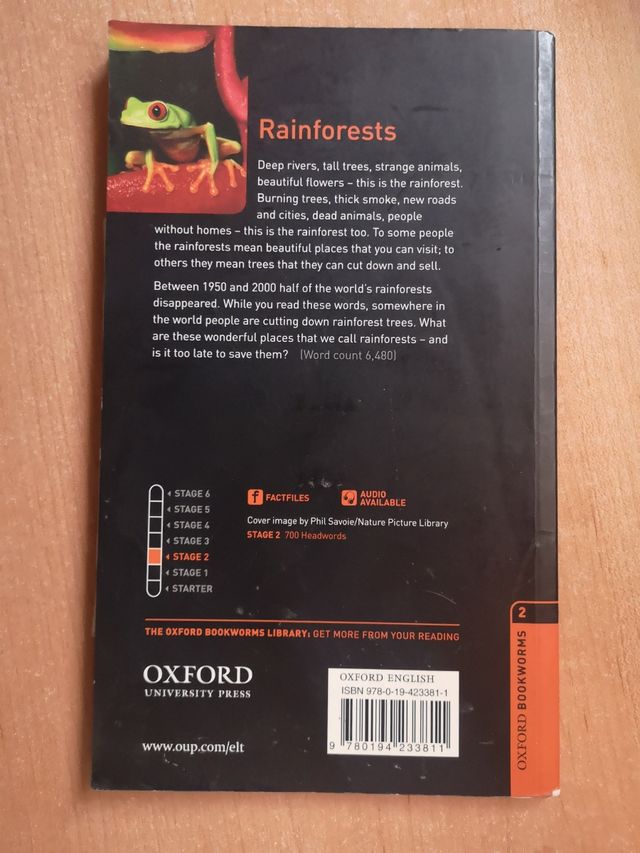 Rainforests
Deep rivers, tall trees, strange animals,
beautiful flowers – this is the rainforest.
Burning trees, thick smoke, new roads
and cities, dead animals, people
without homes – this is the rainforest too. To some people
the rainforests mean beautiful places that you can visit; to
others they mean trees that they can cut down and sell.
Between 1950 and 2000 half of the world's rainforests
disappeared. While you read these words, somewhere in
the world people are cutting down rainforest trees. What
are these wonderful places that we call rainforests – and
is it too late to save them? (Word count 6,480)
STAGE 6
STAGE 5
STAGE 4
STAGE 3
STAGE 2
STAGE 1
STARTER
f FACTFILES
AUDIO
AVAILABLE
Cover image by Phil Savoie/Nature Picture Library
STAGE 2 700 Headwords
THE OXFORD BOOKWORMS LIBRARY: GET MORE FROM YOUR READING
OXFORD
UNIVERSITY PRESS
www.oup.com/elt
OXFORD ENGLISH
ISBN 978-0-19-423381-1
9 780194 233811
2
OXFORD BOOKWORMS